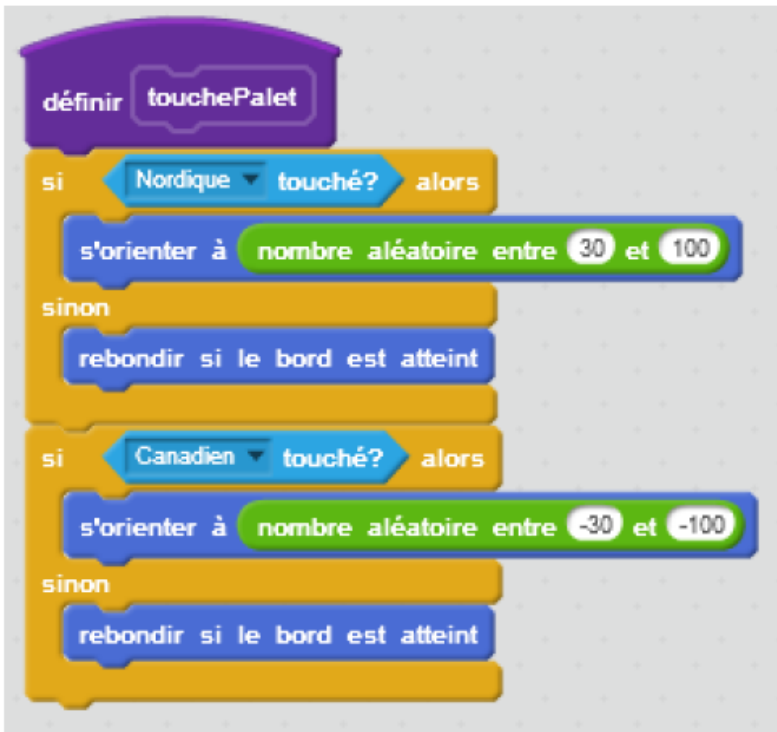 définir touchePalet
si Nordique touché? alors
s'orienter à nombre aléatoire entre 30 et 100
sinon
rebondir si le bord est atteint
si Canadien touché? alors
s'orienter à nombre aléatoire entre -30 et -100
sinon
rebondir si le bord est atteint